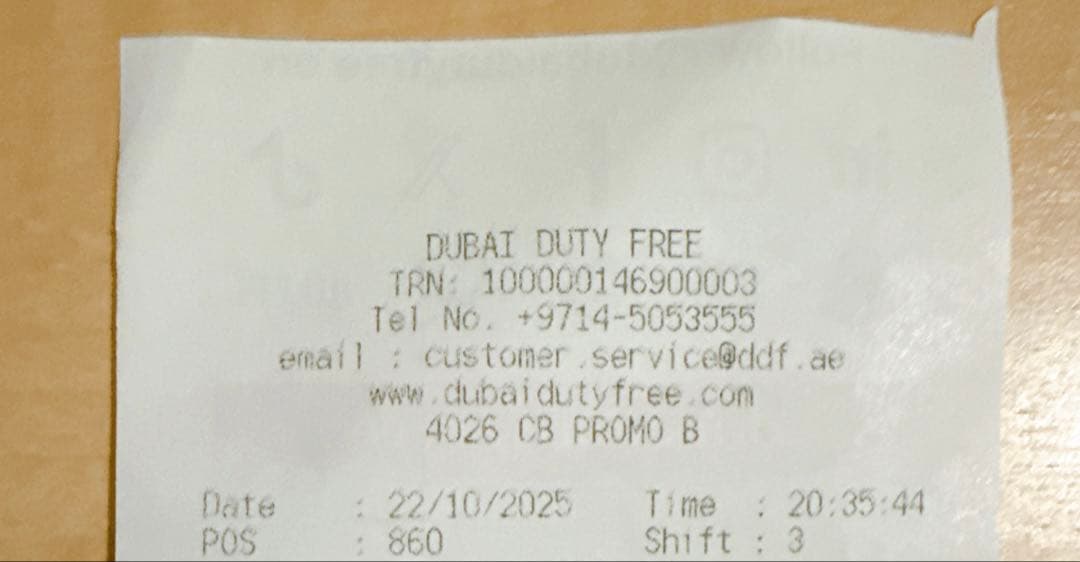 DUBAI DUTY FREE
TRN: 100000146900003
Tel No. +9714-5053555
email : customer.service@ddf.ae
www.dubaidutyfree.com
4026 CB PROMO B
Date : 22/10/2025 Time : 20:35:44
POS : 860 Shift : 3